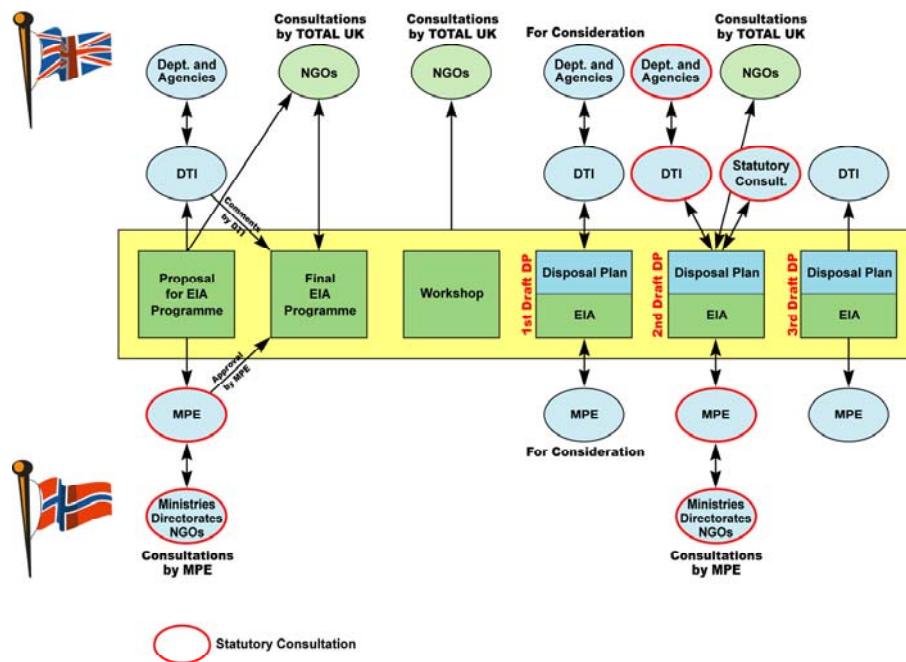 Consultations
by TOTAL UK
Consultations
by TOTAL UK
For Consideration
Consultations
by TOTAL UK
Dept. and
Agencies
NGOs
NGOs
Dept. and
Agencies
Dept. and
Agencies
NGOs
DTI
DTI
DTI
Statutory
Consult.
DTI
Comments
by DTI
Proposal
for EIA
Programme
Final
EIA
Programme
Workshop
1st Draft DP
Disposal Plan
EIA
2nd Draft DP
Disposal Plan
EIA
3rd Draft DP
Disposal Plan
EIA
Approval
by MPE
MPE
MPE
For Consideration
MPE
MPE
Ministries
Directorates
NGOs
Consultations
by MPE
Ministries
Directorates
NGOs
Consultations
by MPE
Statutory Consultation